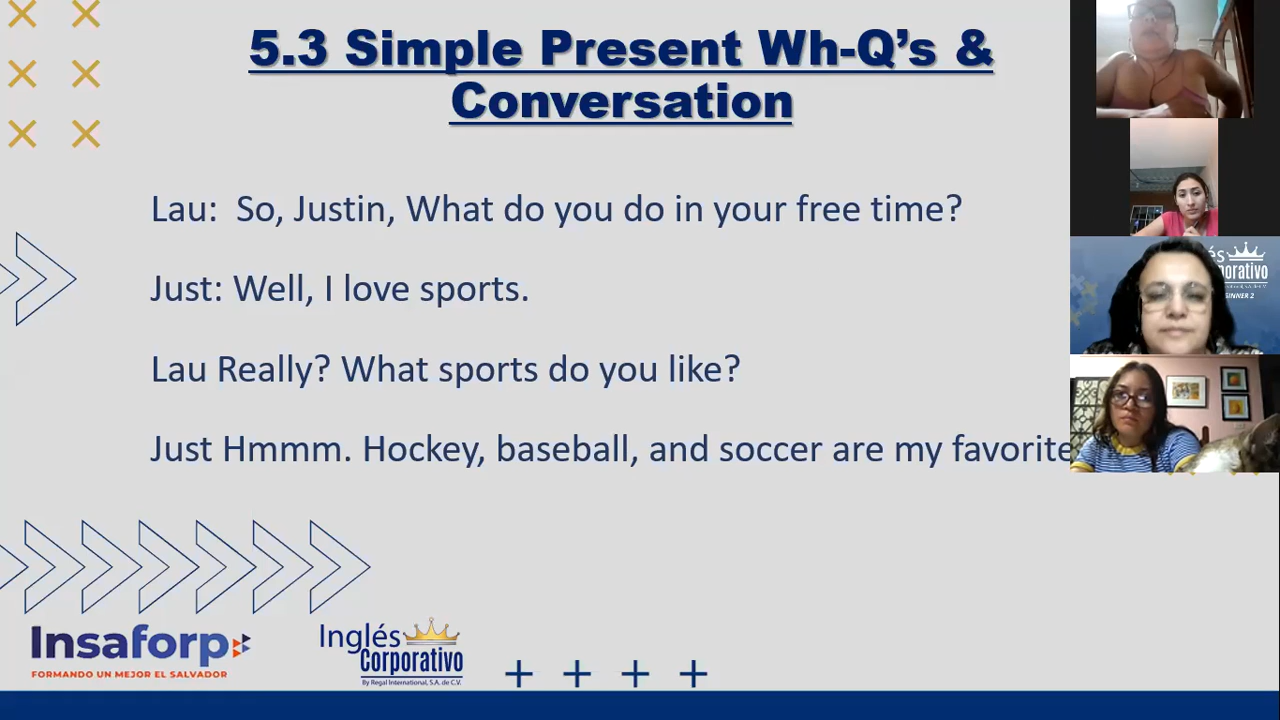 5.3 Simple Present Wh-Q's &
Conversation
Lau: So, Justin, What do you do in your free time?
Just: Well, I love sports.
Lau Really? What sports do you like?
Just Hmmm. Hockey, baseball, and soccer are my favorite
Insaforp
FORMANDO UN MEJOR EL SALVADOR
Inglés
Corporativo
By Regal International, S.A. de C.V.